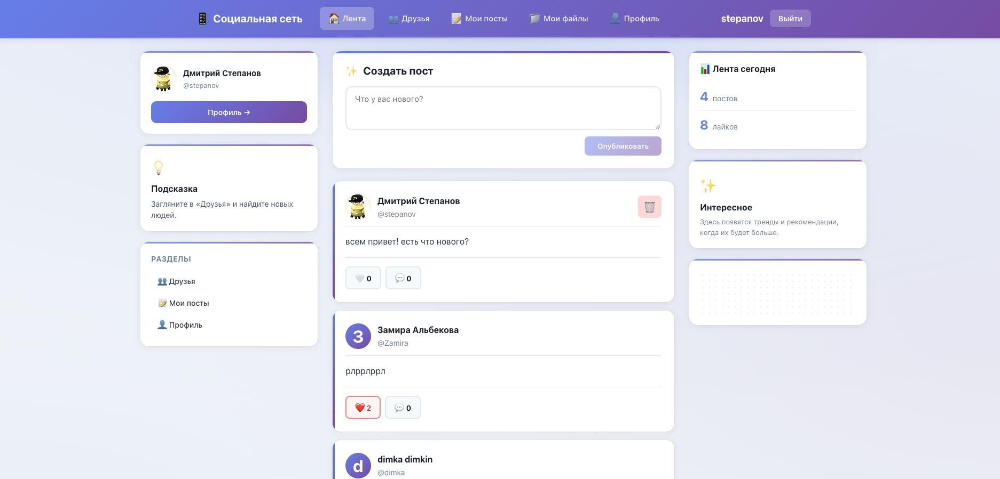 📱 Социальная сеть
🏠 Лента
👥 Друзья
📝 Мои посты
📁 Мои файлы
👤 Профиль
stepanov
Выйти
Дмитрий Степанов
@stepanov
Профиль →
💡
Подсказка
Загляните в «Друзья» и найдите новых
людей.
РАЗДЕЛЫ
👥 Друзья
📝 Мои посты
👤 Профиль
✨ Создать пост
Что у вас нового?
Опубликовать
Дмитрий Степанов
@stepanov
🗑️
всем привет! есть что нового?
🤍 0
💬 0
З
Замира Альбекова
@Zamira
рлррлррл
❤️ 2
💬 0
d
dimka dimkin
@dimka
📊 Лента сегодня
4 постов
8 лайков
✨
Интересное
Здесь появятся тренды и рекомендации,
когда их будет больше.